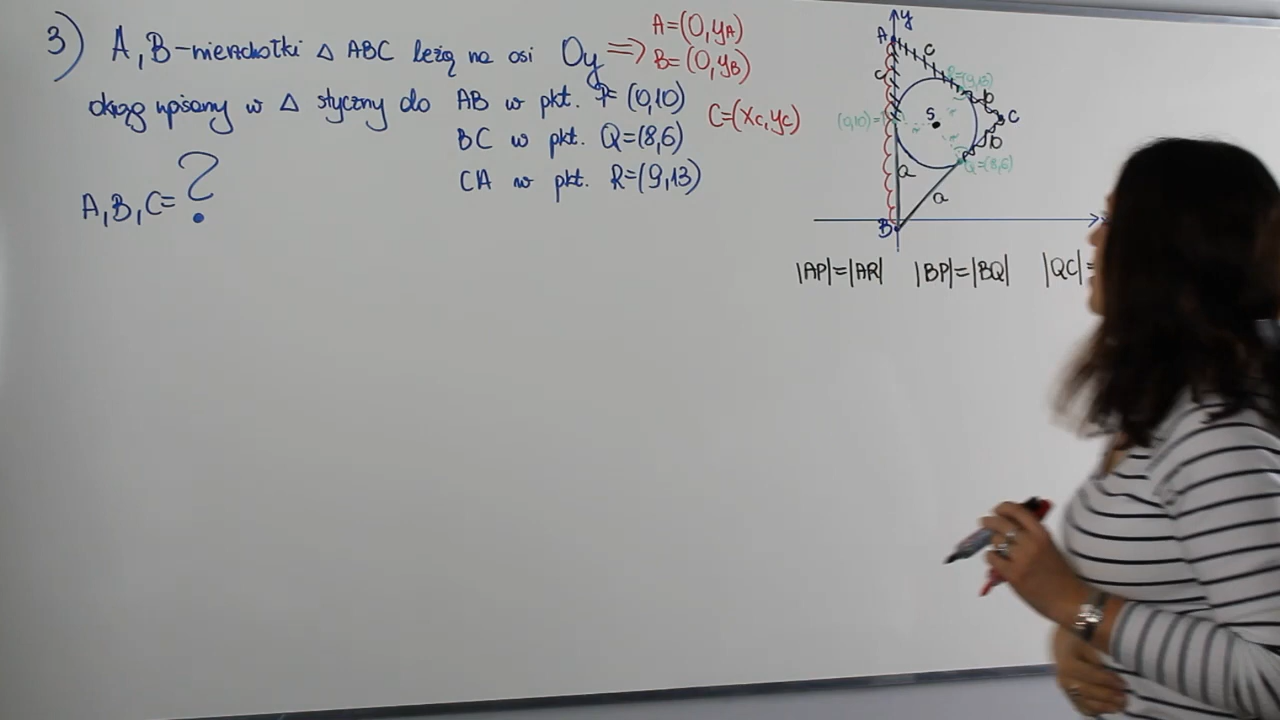 3) A, B – wierzchołki △ ABC leżą na osi Oy ⇒ A=(0,yA)
B=(0,yB)
okrąg wpisany w △ styczny do AB w pkt. P=(0,10)
C=(xc,yc)
BC w pkt. Q=(8,6)
CA w pkt. R=(9,13)
A,B,C=?
y
A
c
c
R=(9,13)
b
C
S
(0,10)=
r
r
r
b
Q=(8,6)
a
a
B
|AP|=|AR| |BP|=|BQ| |QC|=